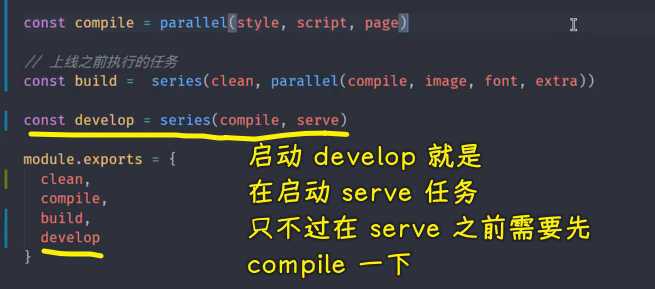 const compile = parallel(style, script, page)
// 上线之前执行的任务
const build =  series(clean, parallel(compile, image, font, extra))
const develop = series(compile, serve)
module.exports = {
  clean,
  compile,
  build,
  develop
}
启动 develop 就是
在启动 serve 任务
只不过在 serve 之前需要先
compile 一下